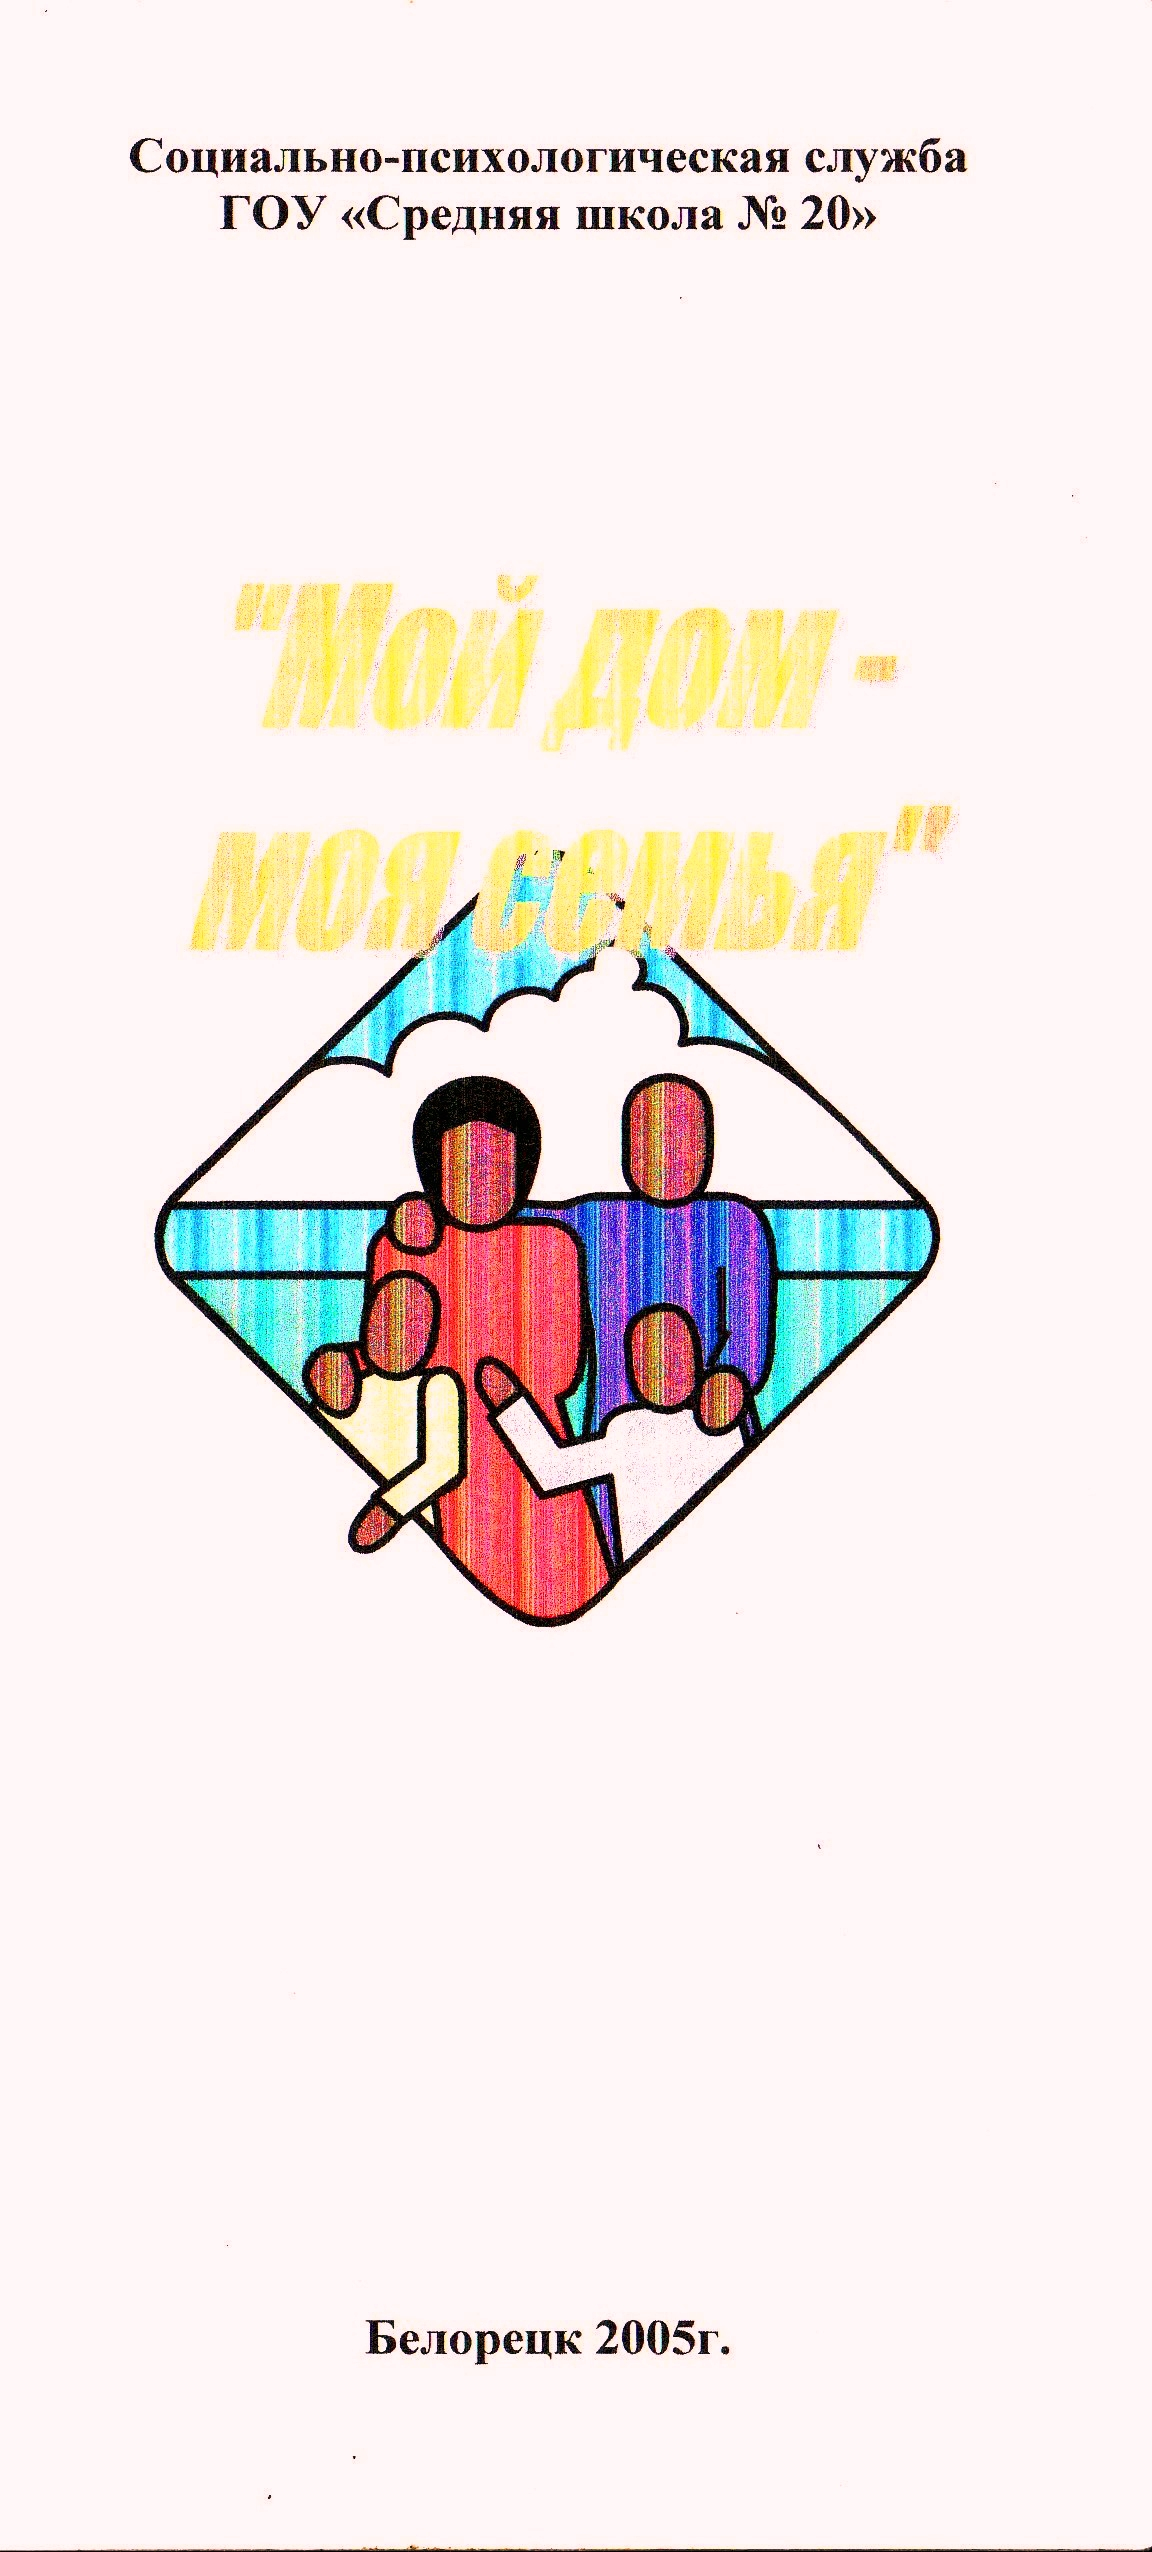 Социально-психологическая служба
ГОУ «Средняя школа № 20»
"Мой дом -
моя семья"
Белорецк 2005г.